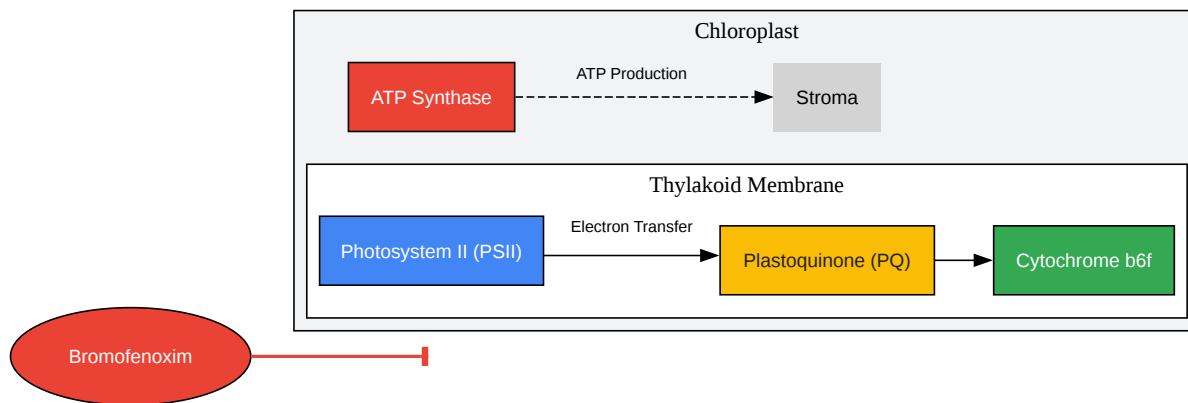 Chloroplast
ATP Production
ATP Synthase
Stroma
Thylakoid Membrane
Electron Transfer
Photosystem II (PSII)
Plastoquinone (PQ)
Cytochrome b6f
Bromofenoxim